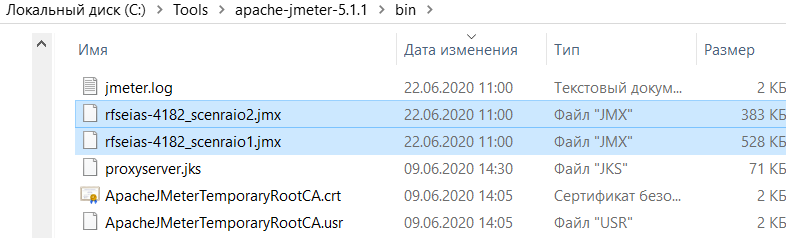 Локальный диск (C:) > Tools > apache-jmeter-5.1.1 > bin >
Имя Дата изменения Тип Размер
jmeter.log 22.06.2020 11:00 Текстовый докум... 2 КБ
rfseias-4182_scenraio2.jmx 22.06.2020 11:00 Файл "JMX" 383 КБ
rfseias-4182_scenraio1.jmx 22.06.2020 11:00 Файл "JMX" 528 КБ
proxyserver.jks 09.06.2020 14:30 Файл "JKS" 71 КБ
ApacheJMeterTemporaryRootCA.crt 09.06.2020 14:05 Сертификат безо... 2 КБ
ApacheJMeterTemporaryRootCA.usr 09.06.2020 14:05 Файл "USR" 2 КБ